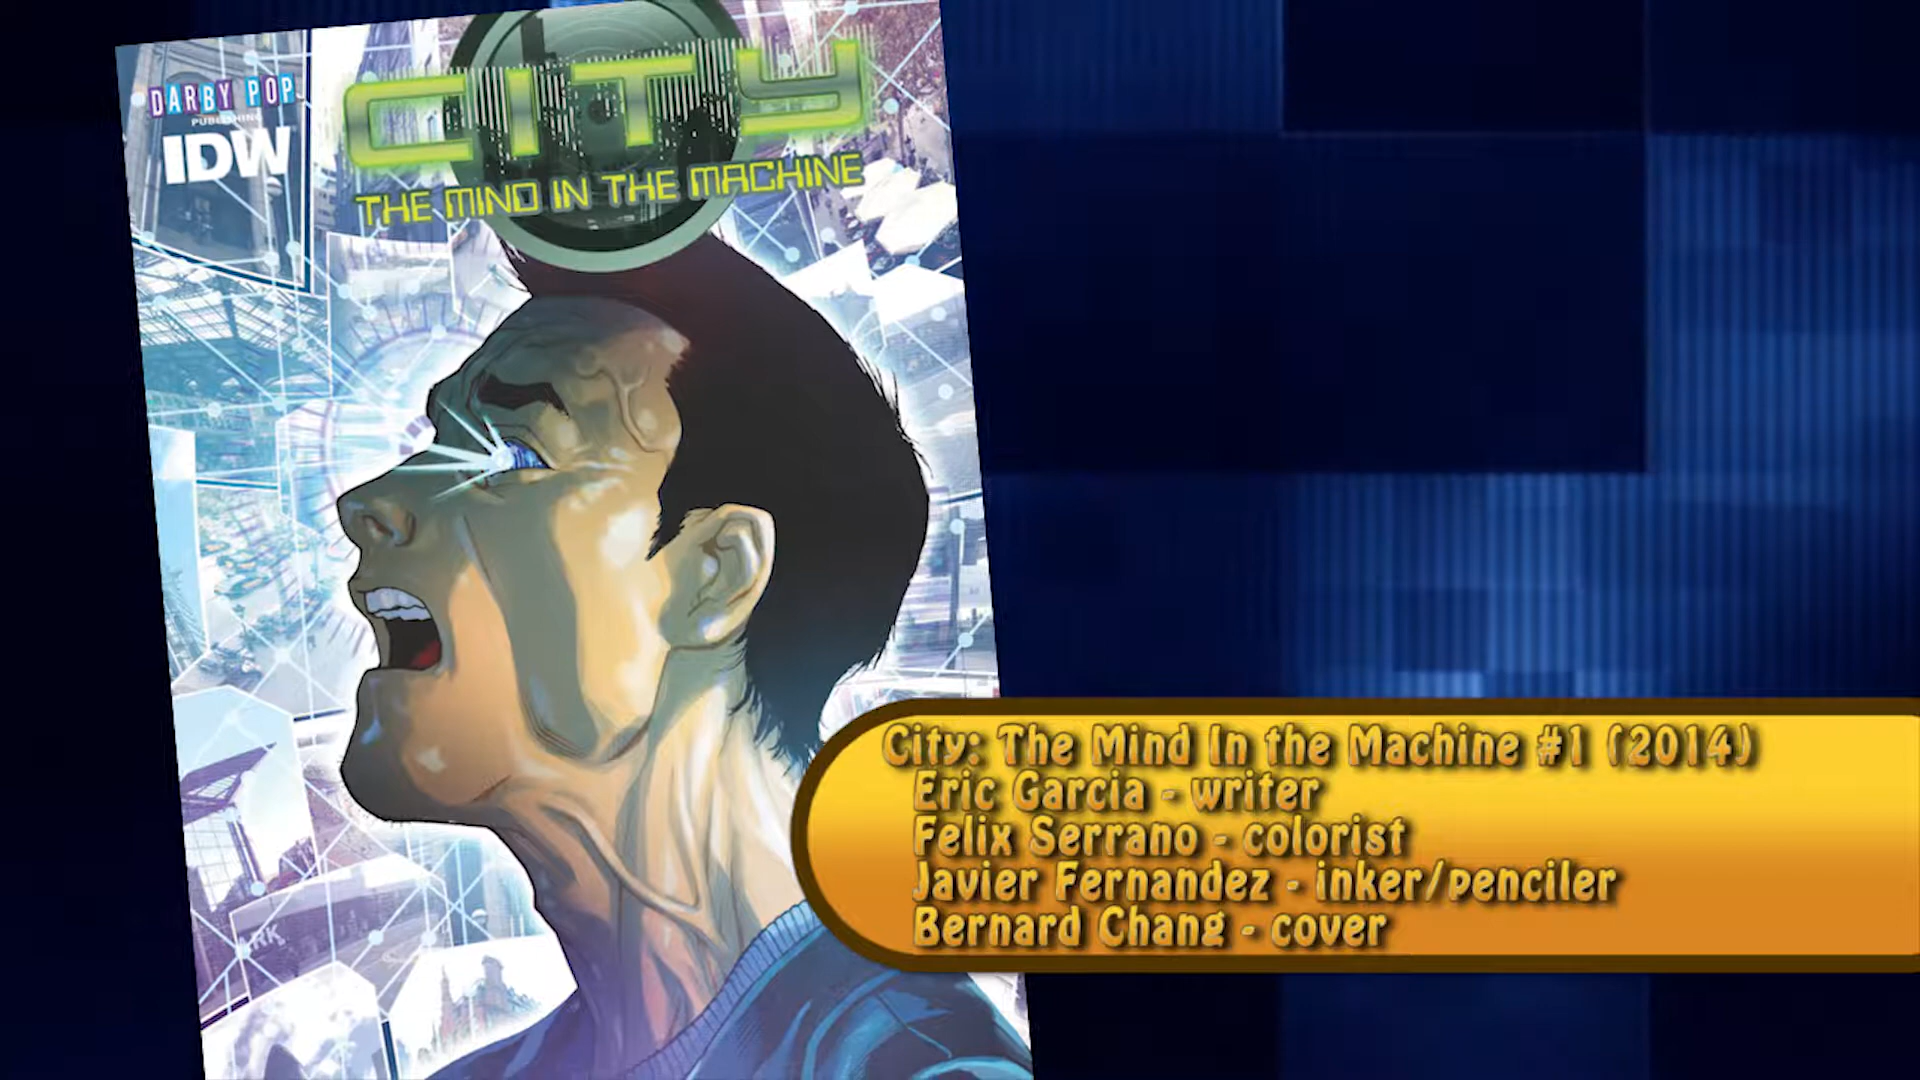 DARBY POP
PUBLISHING
IDW
CITY
THE MIND IN THE MACHINE
City: The Mind In the Machine #1 (2014)
Eric Garcia - writer
Felix Serrano - colorist
Javier Fernandez - inker/penciler
Bernard Chang - cover